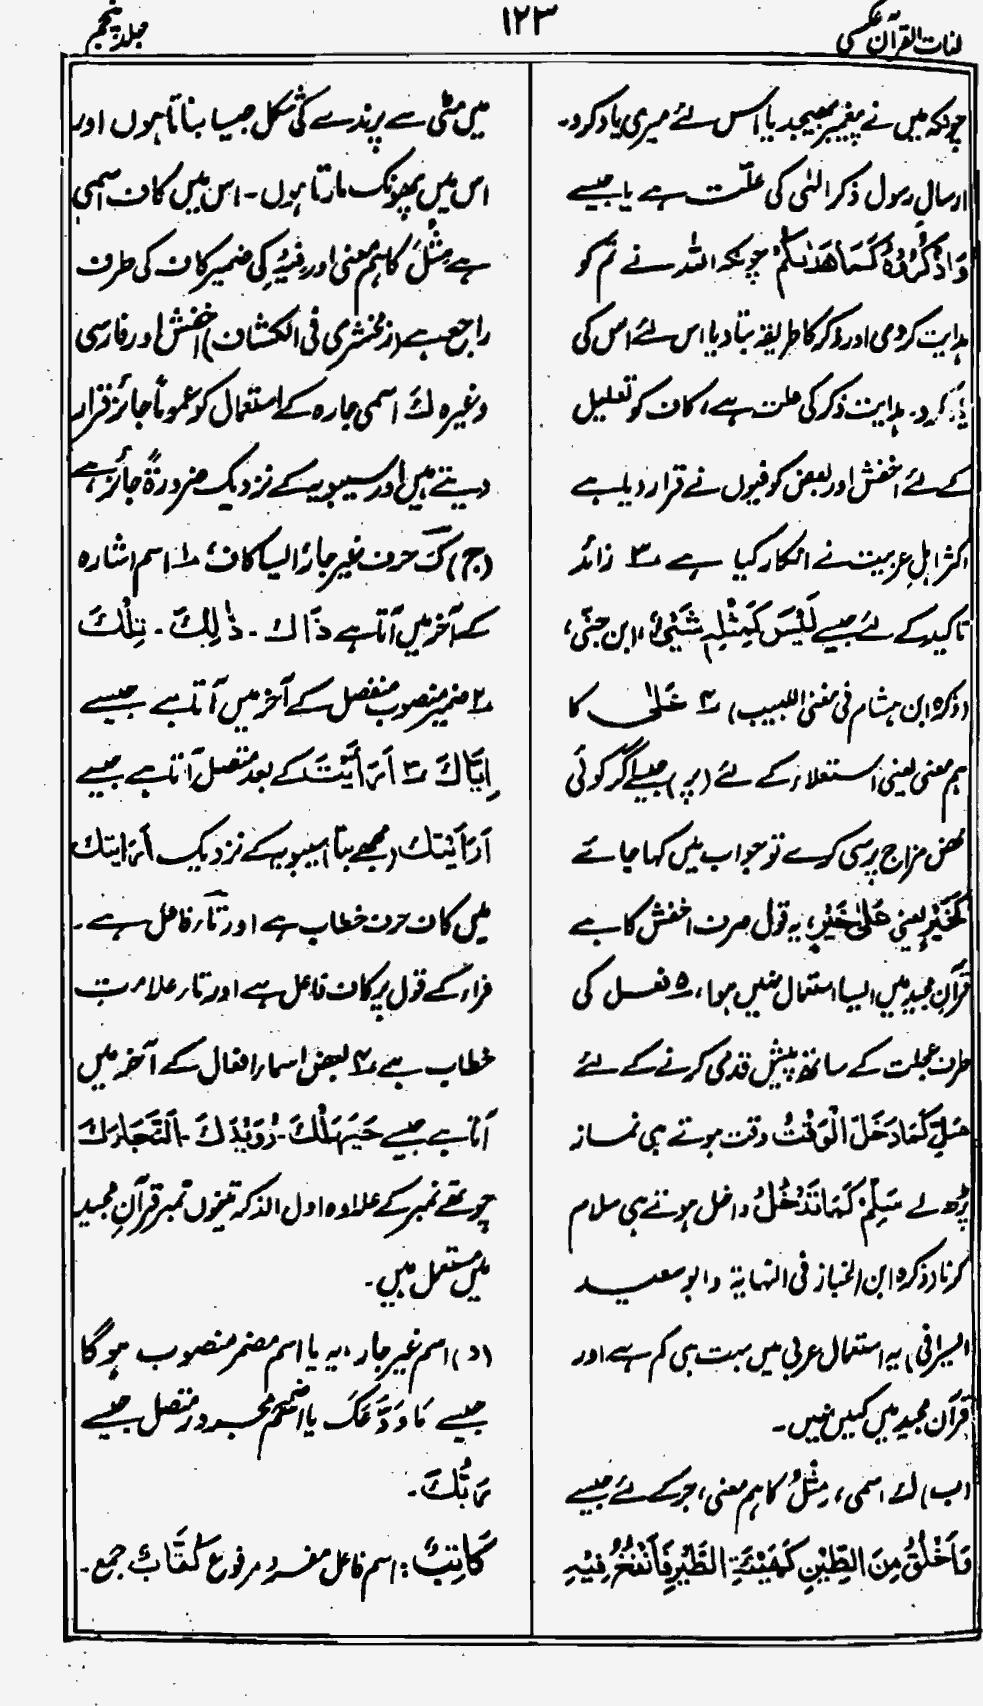 لغات القرآن عکسی
۱۲۳
جلد پنجم
چونکہ میں نے پیغمبر بھیجدیا اس لئے میری یاد کرو۔
ارسالِ رسول ذکر الٰہی کی علّت ہے یا جیسے
وَاذْكُرُوْهُ كَمَا هَدٰىكُمْ چونکہ اللہ نے تم کو
ہدایت کردی اور ذکر کا طریقہ بتا دیا اس لئے اس کی
یاد کرو۔ ہدایت ذکر کی علت ہے، کاف کو تعلیل
کے لئے اخفش اور بعض کوفیوں نے قرار دیا ہے
اکثر اہل عربیت نے انکار کیا ہے ۳ زائد
تاکید کے لئے جیسے لَيْسَ كَمِثْلِهٖ شَيْئٌ، (ابن جنّی،
(ذکرہ ابن ہشام فی مغنی اللبیب) ۴ عَلٰی کا
ہم معنی یعنی استعلاء کے لئے (پر) جیسے اگر کوئی
مزاج پرسی کرے تو جواب میں کہا جائے
كَخَيْرٍ یعنی عَلٰى خَيْرٍ، یہ قول صرف اخفش کا ہے
قرآن مجید میں ایسا استعمال نہیں ہوا، ۵ فعل کی
طرف عجلت کے ساتھ پیش قدمی کرنے کے لئے
صَلِّ كَمَا دَخَلَ الْوَقْتُ وقت ہوتے ہی نماز
پڑھ لے سَلِّمْ كَمَا تَدْخُلُ داخل ہوتے ہی سلام
کرنا (ذکرہ ابن الخباز فی النہایۃ و ابو سعید
السیرافی) یہ استعمال عربی میں بہت ہی کم ہے اور
قرآن مجید میں کہیں نہیں۔
(ب) كَ اسمی، مِثْلُ کا ہم معنی، جر کے لئے جیسے
فَاَخْلُقُ مِنَ الطِّيْنِ كَهَيْئَةِ الطَّيْرِ فَاَنْفُخُ فِيْهِ
میں مٹی سے پرندے کی شکل جیسا بناتا ہوں اور
اس میں پھونک مارتا ہوں۔ اس میں کاف اسمی
ہے مِثْلَ کا ہم معنی اور فِيْهِ کی ضمیر کاف کی طرف
راجع ہے (زمخشری فی الکشاف) اخفش اور فارسی
وغیرہ كَ اسمی جارہ کے استعمال کو عموماً جائز قرار
دیتے ہیں اور سیبویہ کے نزدیک ضرورۃً جائز ہے
(ج) كَ حرف غیر جار ایسا کاف ۱ اسم اشارہ
کے آخر میں آتا ہے ذَاكَ۔ ذٰلِكَ۔ تِلْكَ
۲ ضمیر منصوب منفصل کے آخر میں آتا ہے جیسے
اِيَّاكَ ۳ اَرَأَيْتَ کے بعد متصل آتا ہے جیسے
اَرَاَيْتَكَ (مجھے بتا) سیبویہ کے نزدیک اَرَایتك
میں کاف حرف خطاب ہے اور تاء فاعل ہے۔
فراء کے قول پر کاف فاعل ہے اور تاء علامت
خطاب ہے ۴ بعض اسماء افعال کے آخر میں
آتا ہے جیسے حَيَهَلْكَ۔ رُوَيْدَكَ۔ اَلنَّجَاءَكَ
چوتھے نمبر کے علاوہ اول الذکر تینوں نمبر قرآن مجید
میں مستعمل ہیں۔
(د) اسم غیر جار، یہ یا اسم مضمر منصوب ہوگا
جیسے مَا وَدَّعَكَ یا ضمیر مجرور متصل جیسے
رَبُّكَ۔
كَاتِبٌ: اسم فاعل مفرد مرفوع كُتَّابٌ جمع۔